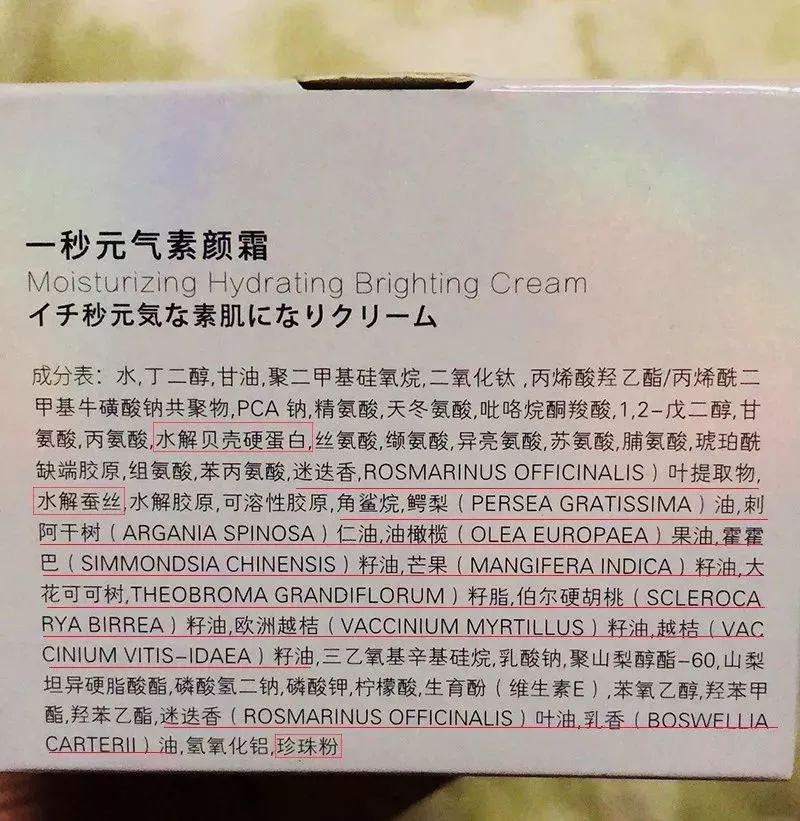 一秒元气素颜霜
Moisturizing Hydrating Brighting Cream
イチ秒元気な素肌になりクリーム
成分表：水,丁二醇,甘油,聚二甲基硅氧烷,二氧化钛,丙烯酸羟乙酯/丙烯酰二
甲基牛磺酸钠共聚物,PCA 钠,精氨酸,天冬氨酸,吡咯烷酮羧酸,1,2-戊二醇,甘
氨酸,丙氨酸,水解贝壳硬蛋白,丝氨酸,缬氨酸,异亮氨酸,苏氨酸,脯氨酸,琥珀酰
缺端胶原,组氨酸,苯丙氨酸,迷迭香,ROSMARINUS OFFICINALIS）叶提取物,
水解蚕丝,水解胶原,可溶性胶原,角鲨烷,鳄梨（PERSEA GRATISSIMA）油,刺
阿干树（ARGANIA SPINOSA）仁油,油橄榄（OLEA EUROPAEA）果油,霍霍
巴（SIMMONDSIA CHINENSIS）籽油,芒果（MANGIFERA INDICA）籽油,大
花可可树,THEOBROMA GRANDIFLORUM）籽脂,伯尔硬胡桃（SCLEROCA
RYA BIRREA）籽油,欧洲越桔（VACCINIUM MYRTILLUS）籽油,越桔（VAC
CINIUM VITIS-IDAEA）籽油,三乙氧基辛基硅烷,乳酸钠,聚山梨醇酯-60,山梨
坦异硬脂酸酯,磷酸氢二钠,磷酸钾,柠檬酸,生育酚（维生素E）,苯氧乙醇,羟苯甲
酯,羟苯乙酯,迷迭香（ROSMARINUS OFFICINALIS）叶油,乳香（BOSWELLIA
CARTERII）油,氢氧化铝,珍珠粉